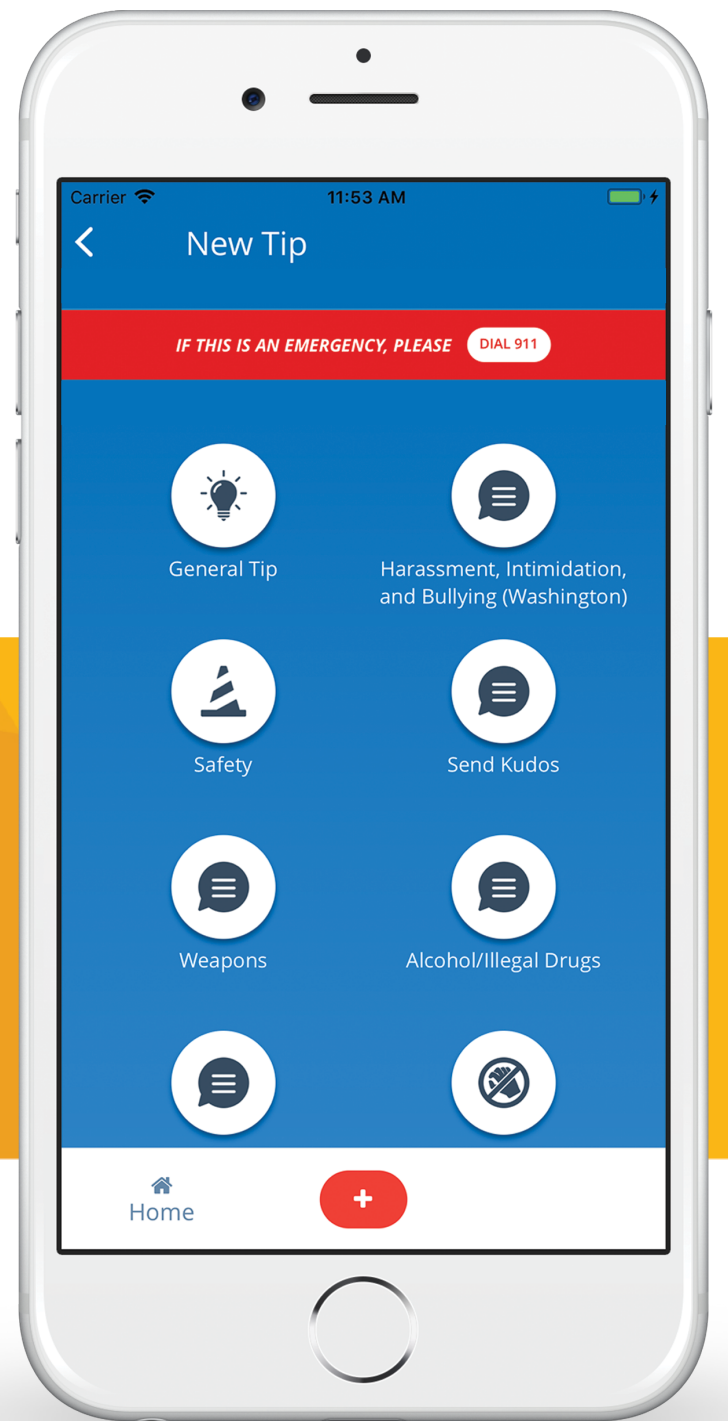 Carrier
11:53 AM
New Tip
IF THIS IS AN EMERGENCY, PLEASE DIAL 911
General Tip
Harassment, Intimidation,
and Bullying (Washington)
Safety
Send Kudos
Weapons
Alcohol/Illegal Drugs
Home